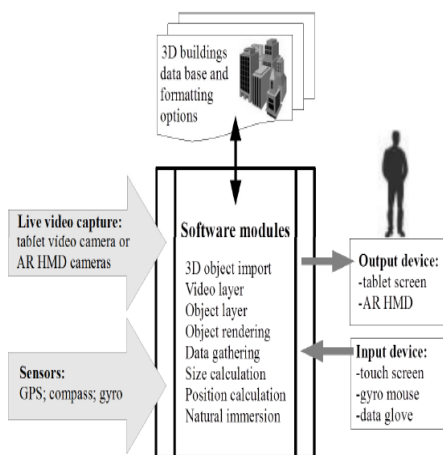 3D buildings
data base and
formatting
options
Live video capture:
tablet video camera or
AR HMD cameras
Sensors:
GPS; compass; gyro
Software modules
3D object import
Video layer
Object layer
Object rendering
Data gathering
Size calculation
Position calculation
Natural immersion
Output device:
-tablet screen
-AR HMD
Input device:
-touch screen
-gyro mouse
-data glove